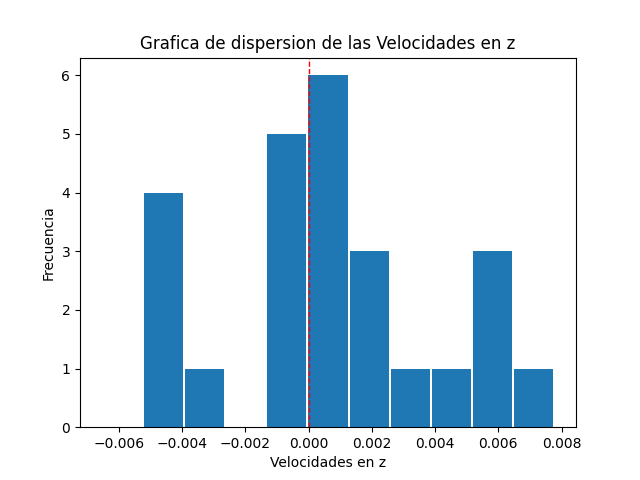 Grafica de dispersion de las Velocidades en z
6
5
4
3
2
1
0
Frecuencia
−0.006 −0.004 −0.002 0.000 0.002 0.004 0.006 0.008
Velocidades en z